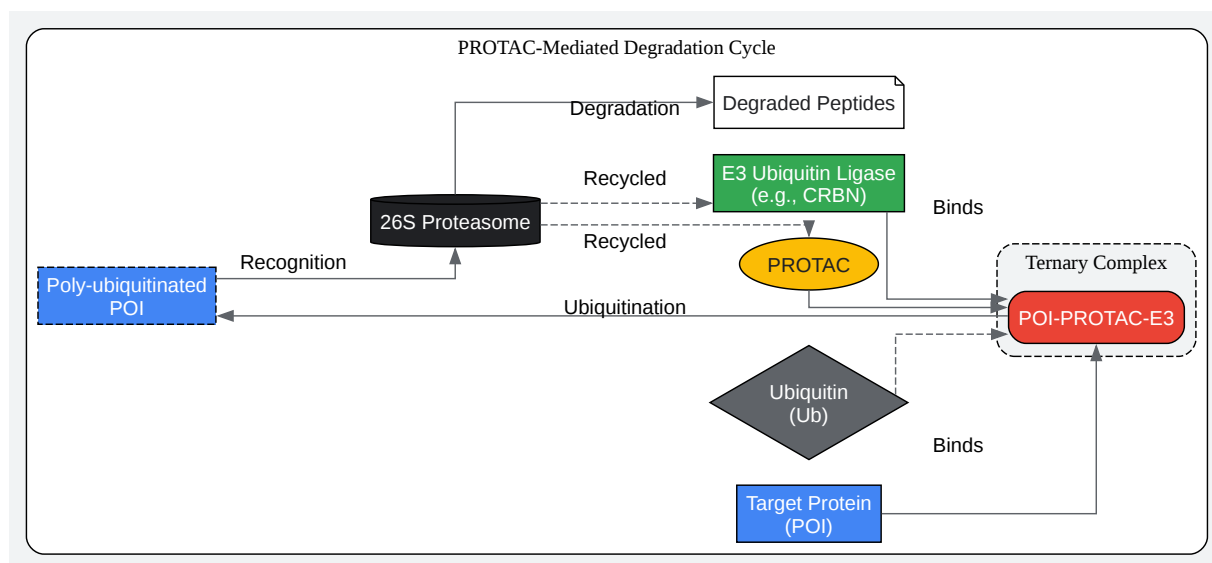 PROTAC-Mediated Degradation Cycle
Degradation
Degraded Peptides
Recycled
E3 Ubiquitin Ligase
(e.g., CRBN)
Binds
26S Proteasome
Recycled
Recognition
PROTAC
Ternary Complex
Poly-ubiquitinated
POI
Ubiquitination
POI-PROTAC-E3
Ubiquitin
(Ub)
Binds
Target Protein
(POI)